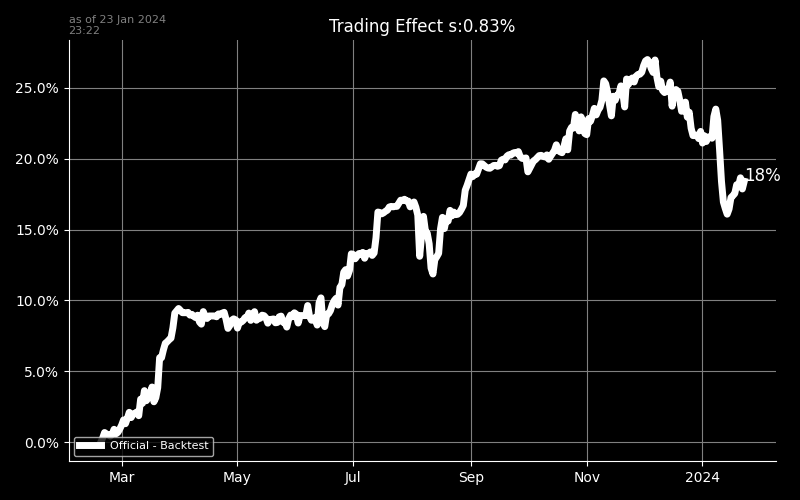 as of 23 Jan 2024
23:22
Trading Effect s:0.83%
25.0%
20.0%
18%
15.0%
10.0%
5.0%
0.0%
Official - Backtest
Mar May Jul Sep Nov 2024